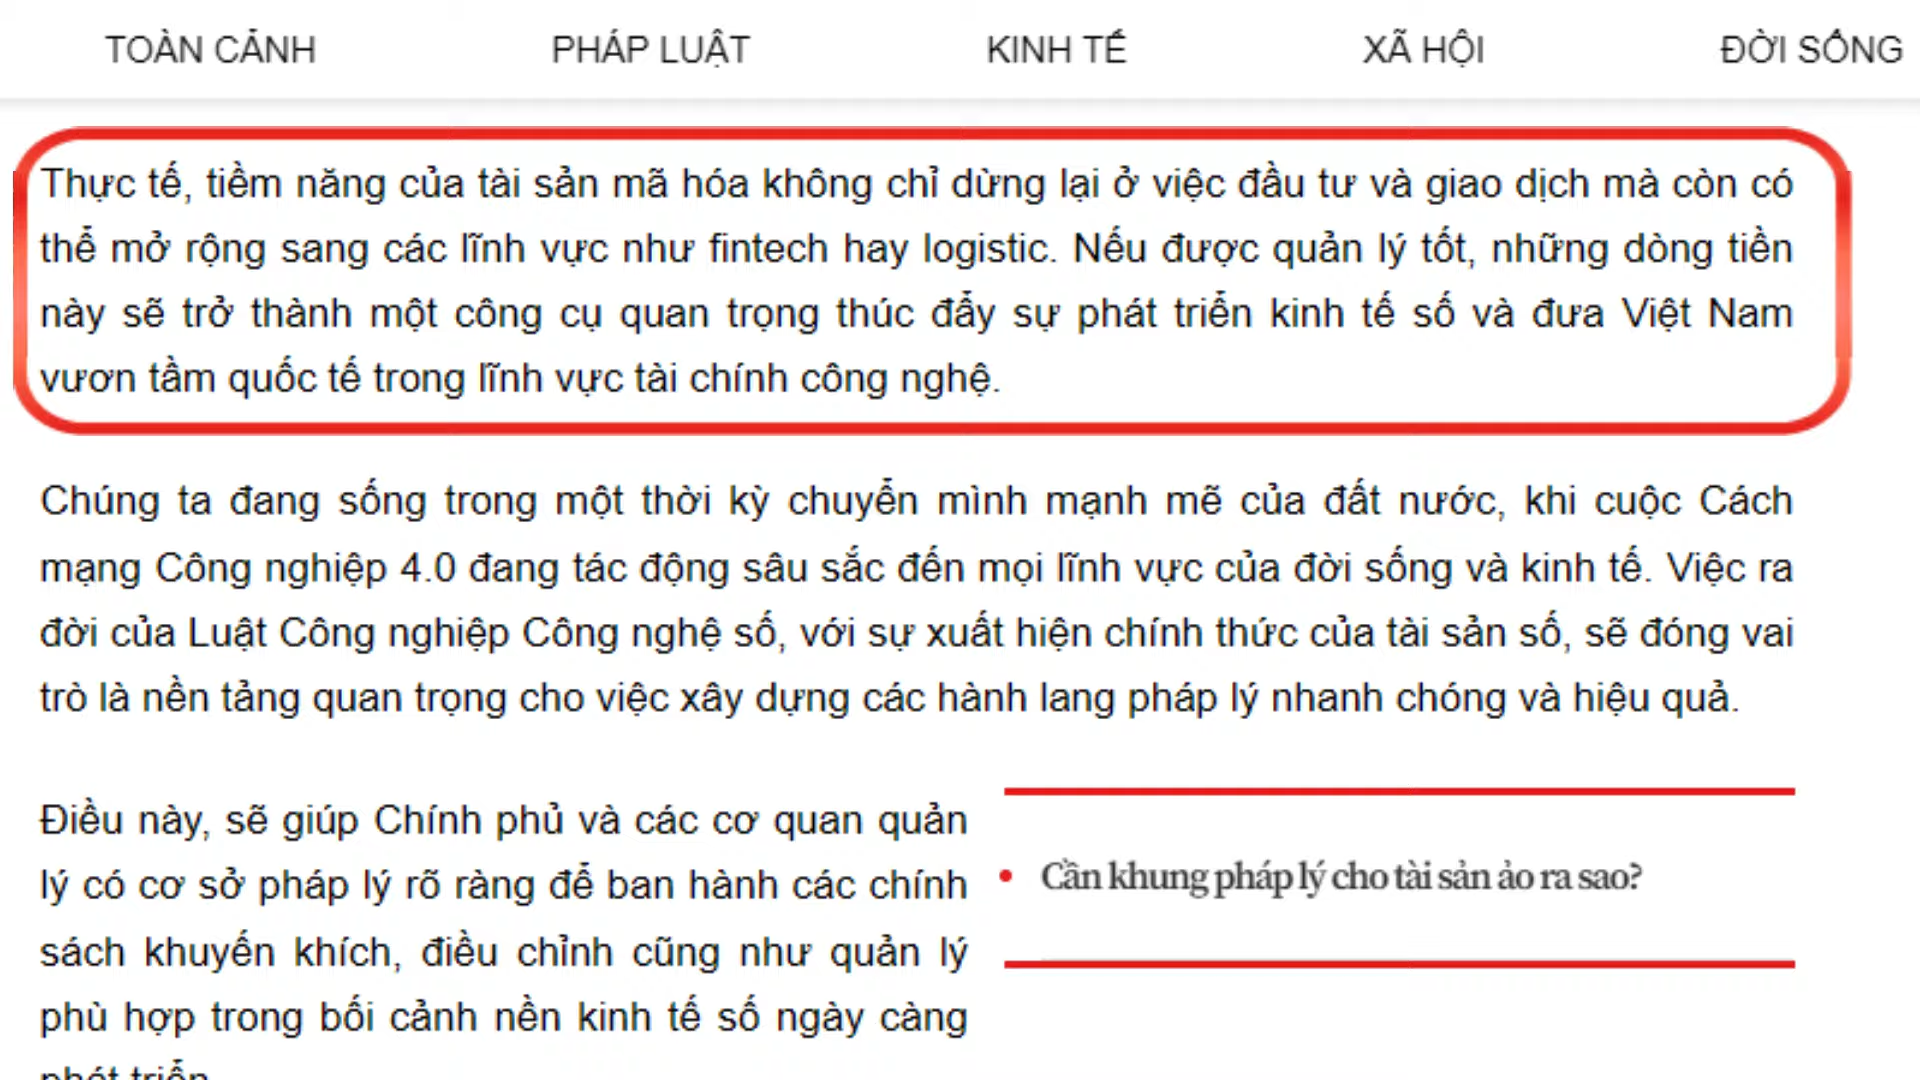 TOÀN CẢNH PHÁP LUẬT KINH TẾ XÃ HỘI ĐỜI SỐNG
Thực tế, tiềm năng của tài sản mã hóa không chỉ dừng lại ở việc đầu tư và giao dịch mà còn có
thể mở rộng sang các lĩnh vực như fintech hay logistic. Nếu được quản lý tốt, những dòng tiền
này sẽ trở thành một công cụ quan trọng thúc đẩy sự phát triển kinh tế số và đưa Việt Nam
vươn tầm quốc tế trong lĩnh vực tài chính công nghệ.
Chúng ta đang sống trong một thời kỳ chuyển mình mạnh mẽ của đất nước, khi cuộc Cách
mạng Công nghiệp 4.0 đang tác động sâu sắc đến mọi lĩnh vực của đời sống và kinh tế. Việc ra
đời của Luật Công nghiệp Công nghệ số, với sự xuất hiện chính thức của tài sản số, sẽ đóng vai
trò là nền tảng quan trọng cho việc xây dựng các hành lang pháp lý nhanh chóng và hiệu quả.
Điều này, sẽ giúp Chính phủ và các cơ quan quản
lý có cơ sở pháp lý rõ ràng để ban hành các chính
sách khuyến khích, điều chỉnh cũng như quản lý
phù hợp trong bối cảnh nền kinh tế số ngày càng
phát triển
• Cần khung pháp lý cho tài sản ảo ra sao?